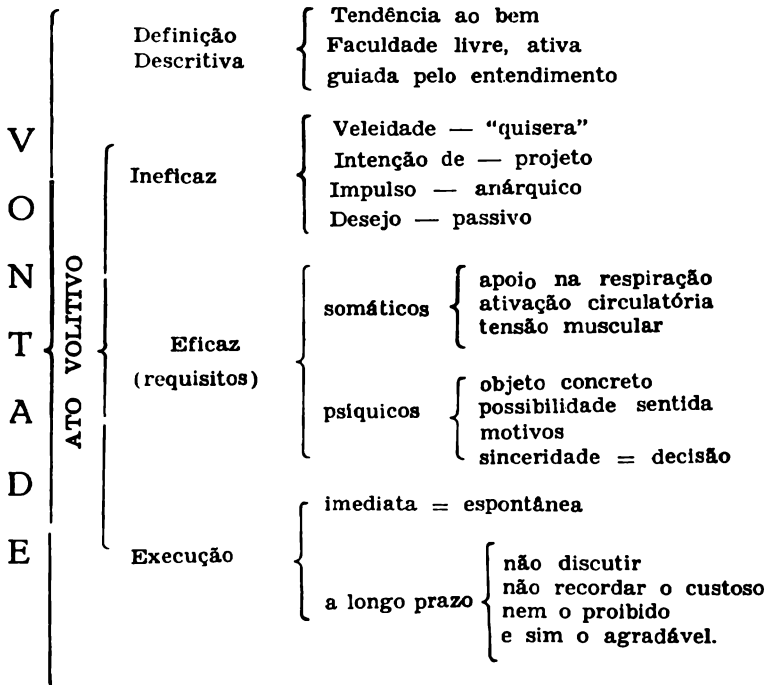 VONTADE
Definição
Descritiva
Tendência ao bem
Faculdade livre, ativa
guiada pelo entendimento
ATO VOLITIVO
Ineficaz
Veleidade — “quisera”
Intenção de — projeto
Impulso — anárquico
Desejo — passivo
Eficaz
(requisitos)
somáticos
apoio na respiração
ativação circulatória
tensão muscular
psíquicos
objeto concreto
possibilidade sentida
motivos
sinceridade = decisão
Execução
imediata = espontânea
a longo prazo
não discutir
não recordar o custoso
nem o proibido
e sim o agradável.